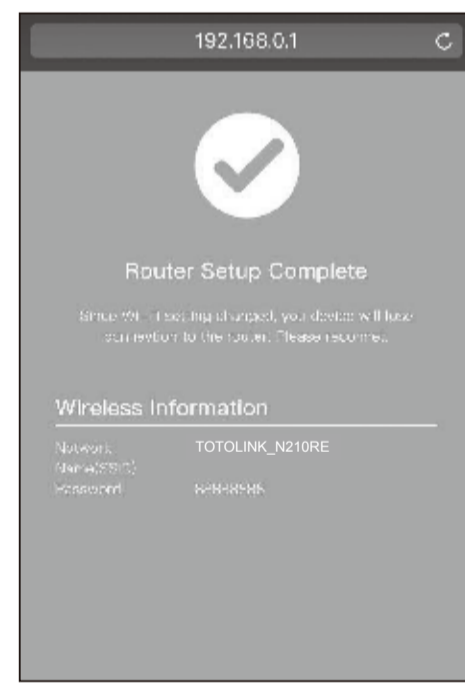 192.168.0.1
Router Setup Complete
Since Wi-Fi setting changed, you device will lose
connection to the router. Please reconnect.
Wireless Information
Network TOTOLINK_N210RE
Name(SSID)
Password